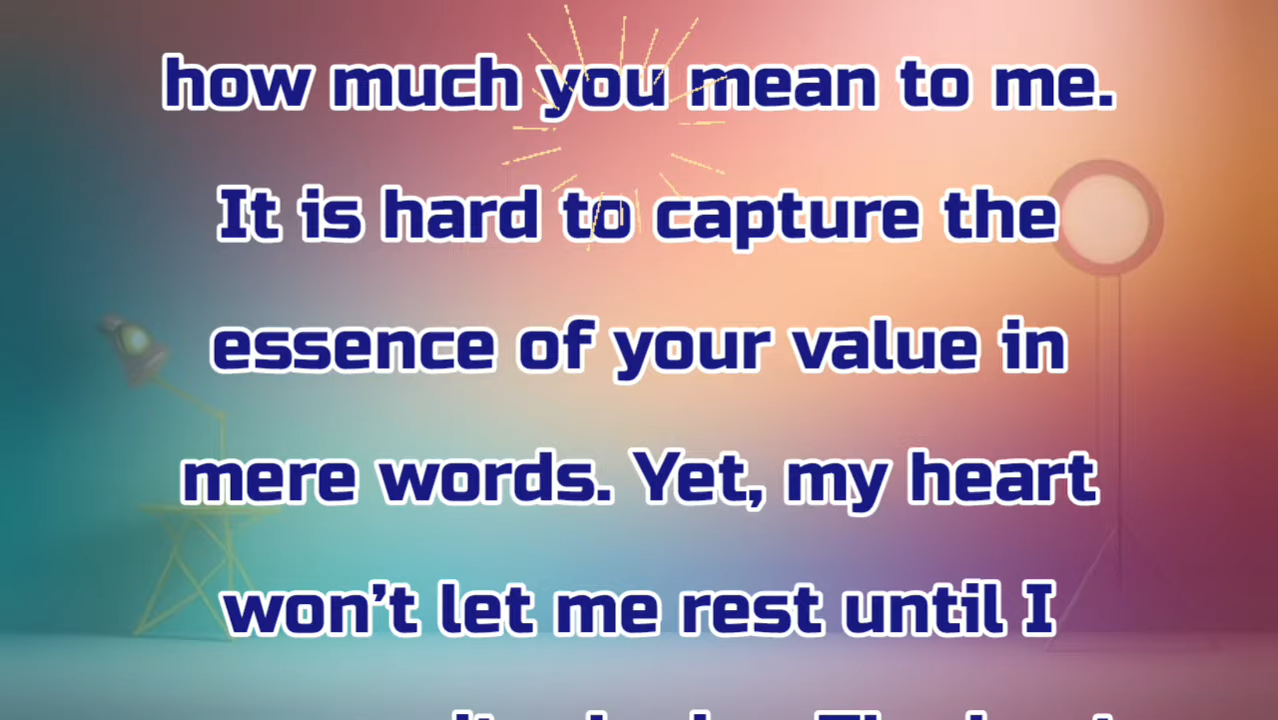 how much you mean to me.
It is hard to capture the
essence of your value in
mere words. Yet, my heart
won’t let me rest until I